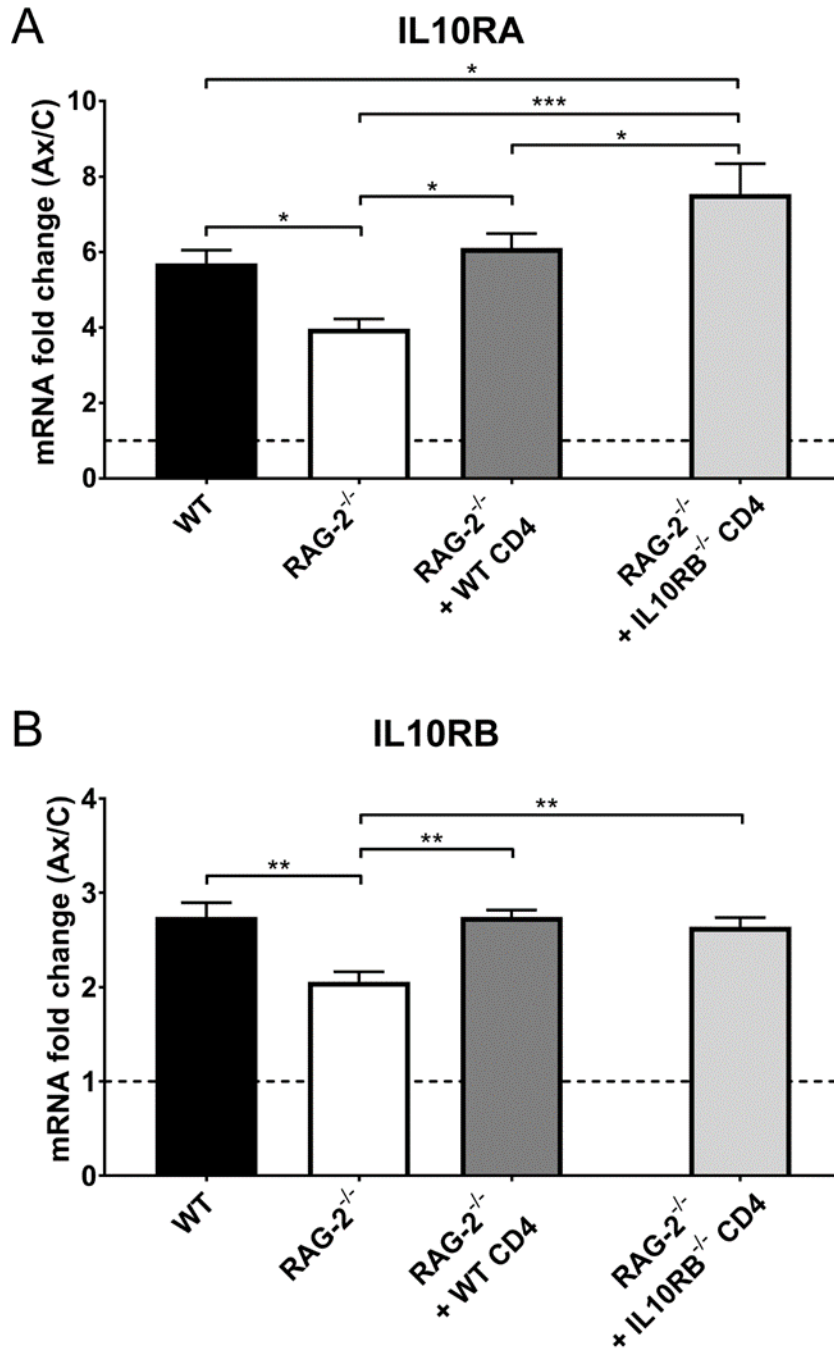 A
IL10RA
mRNA fold change (Ax/C)
10
8
6
4
2
0
*
***
*
*
*
WT
RAG-2-/-
RAG-2-/-
+ WT CD4
RAG-2-/-
+ IL10RB-/- CD4
B
IL10RB
mRNA fold change (Ax/C)
4
3
2
1
0
**
**
**
WT
RAG-2-/-
RAG-2-/-
+ WT CD4
RAG-2-/-
+ IL10RB-/- CD4